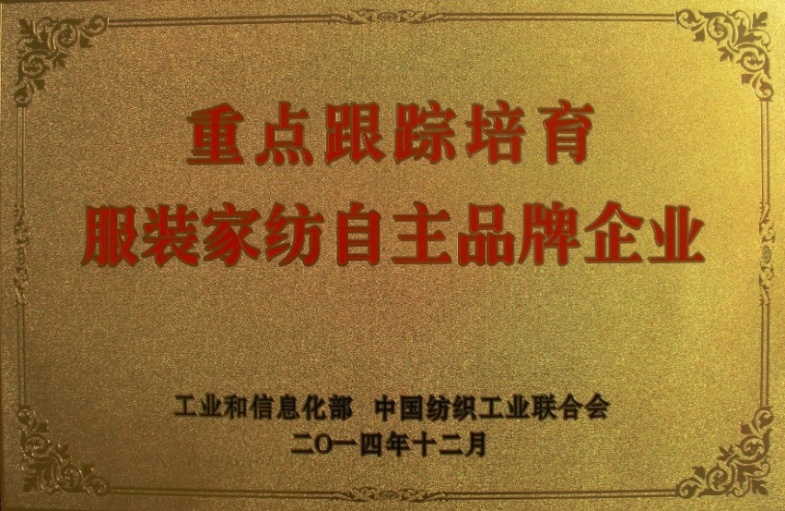 重点跟踪培育
服装家纺自主品牌企业
工业和信息化部 中国纺织工业联合会
二〇一四年十二月